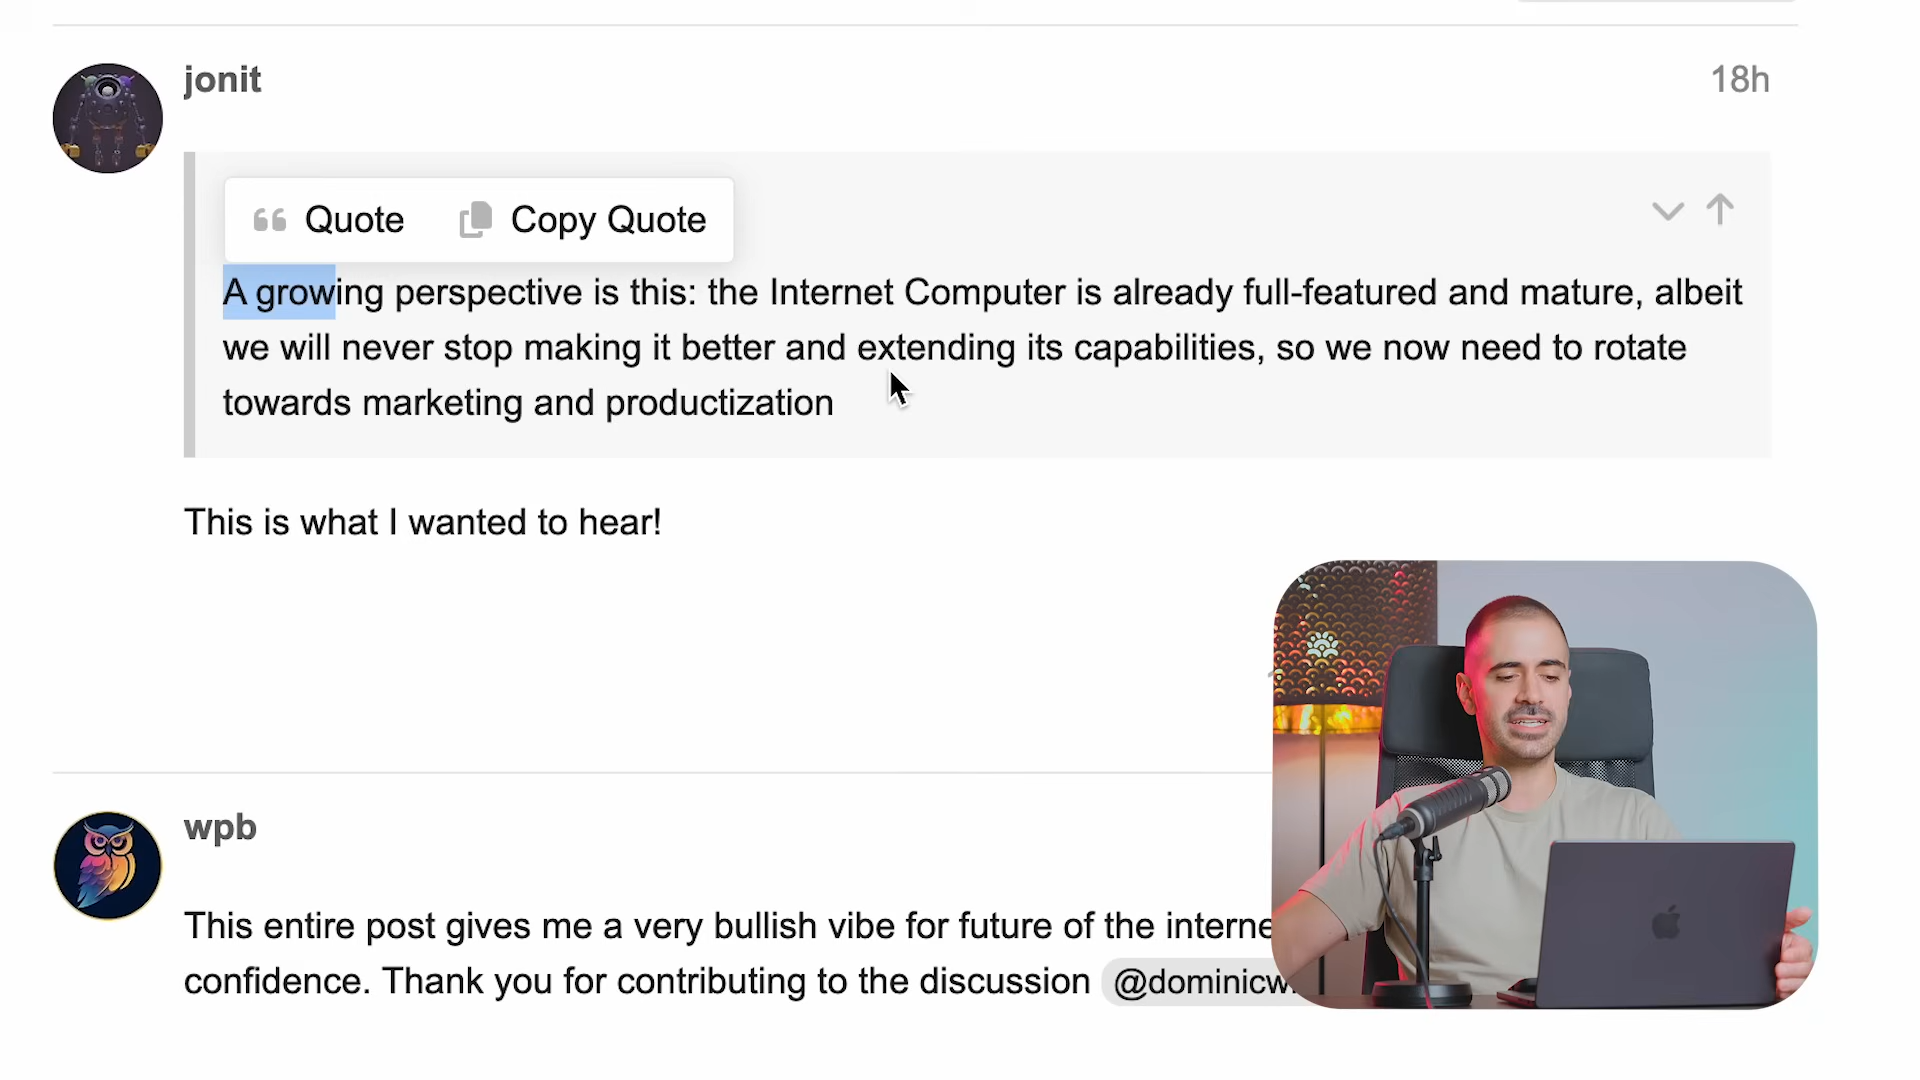 jonit
18h
Quote
Copy Quote
A growing perspective is this: the Internet Computer is already full-featured and mature, albeit
we will never stop making it better and extending its capabilities, so we now need to rotate
towards marketing and productization
This is what I wanted to hear!
wpb
This entire post gives me a very bullish vibe for future of the
confidence. Thank you for contributing to the discussion